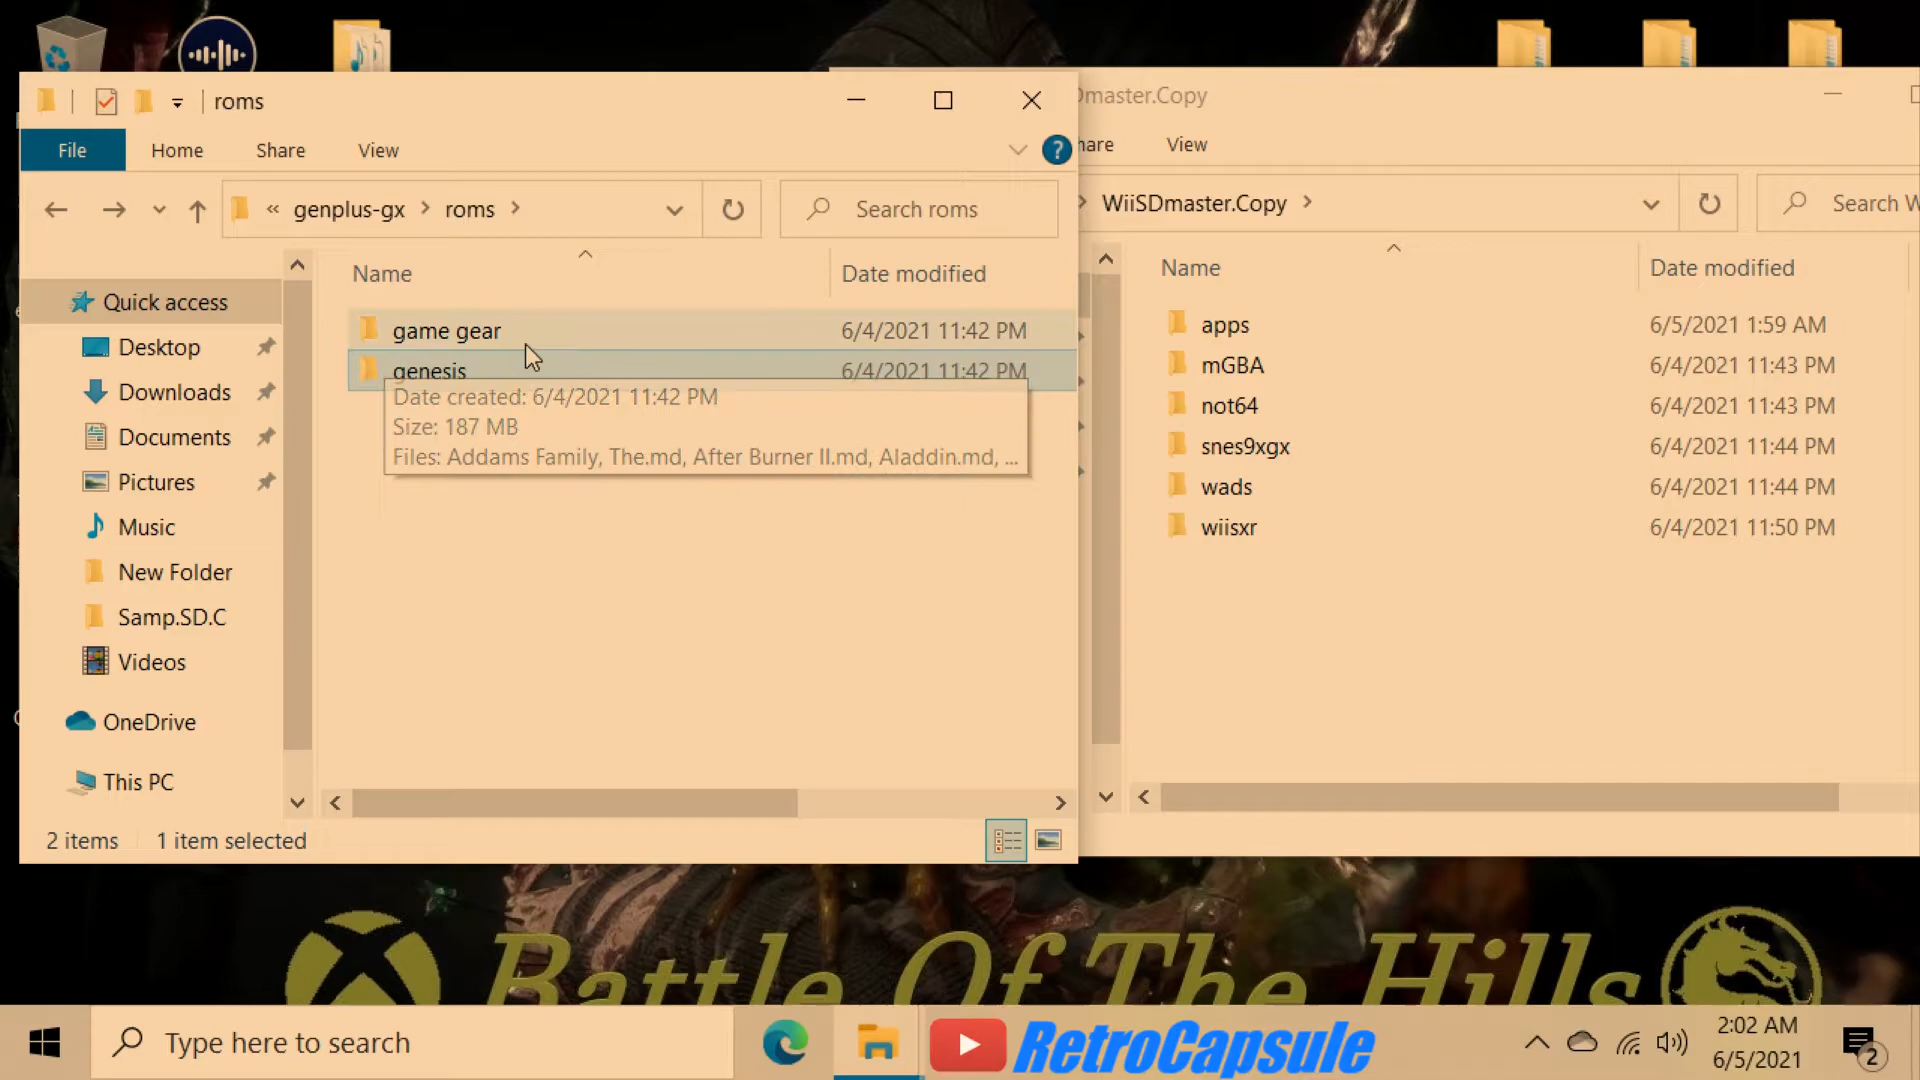 roms
File Home Share View
?
« genplus-gx > roms >
Search roms
Name Date modified
game gear 6/4/2021 11:42 PM
genesis 6/4/2021 11:42 PM
Date created: 6/4/2021 11:42 PM
Size: 187 MB
Files: Addams Family, The.md, After Burner II.md, Aladdin.md, ...
Quick access
Desktop
Downloads
Documents
Pictures
Music
New Folder
Samp.SD.C
Videos
OneDrive
This PC
2 items 1 item selected
Dmaster.Copy
hare View
> WiiSDmaster.Copy >
Search W
Name Date modified
apps 6/5/2021 1:59 AM
mGBA 6/4/2021 11:43 PM
not64 6/4/2021 11:43 PM
snes9xgx 6/4/2021 11:44 PM
wads 6/4/2021 11:44 PM
wiisxr 6/4/2021 11:50 PM
Battle Of The Hills
Type here to search
RetroCapsule
2:02 AM
6/5/2021
2